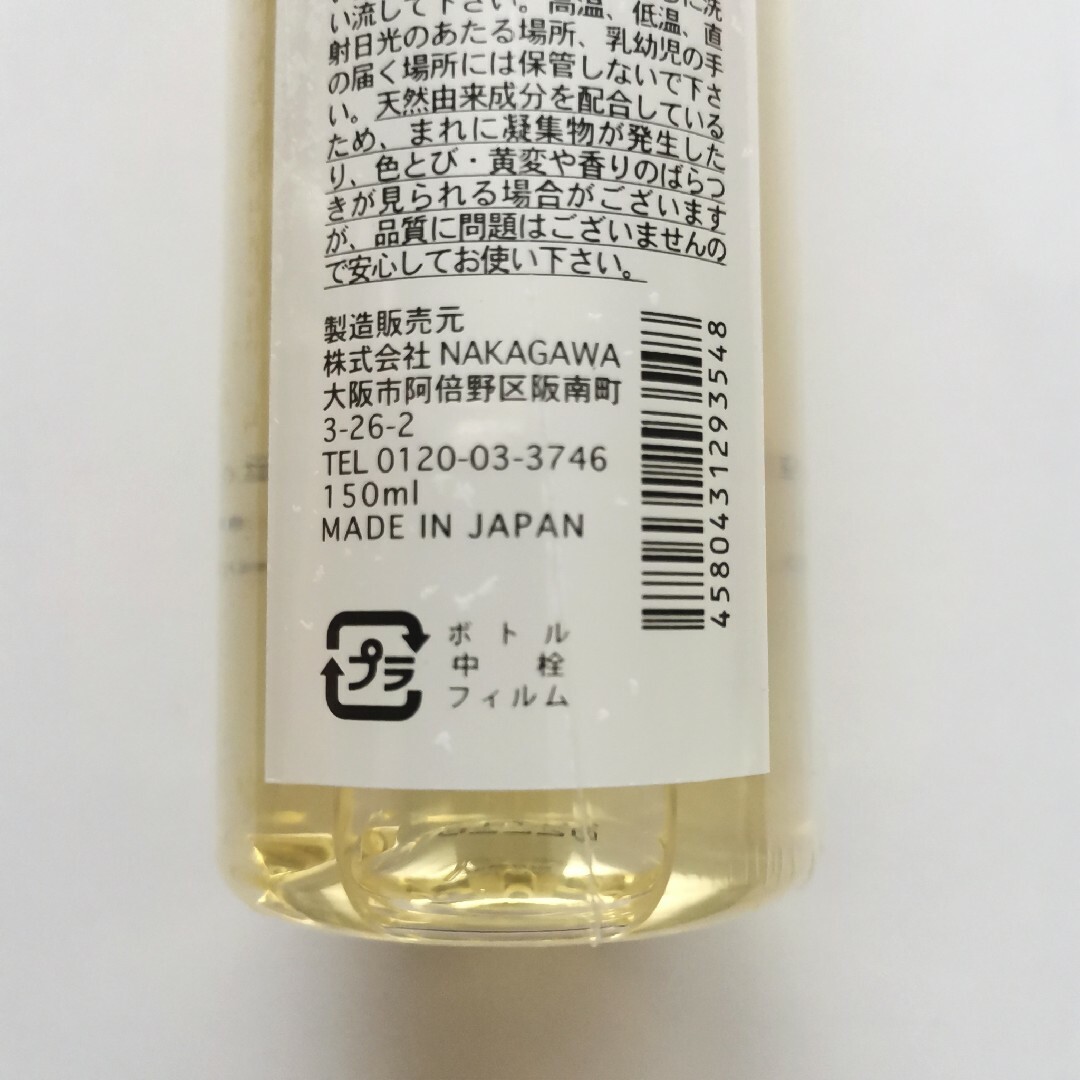 い流して下さい。高温、低温、直
射日光のあたる場所、乳幼児の手
の届く場所には保管しないで下さ
い。天然由来成分を配合している
ため、まれに凝集物が発生した
り、色とび・黄変や香りのばらつ
きが見られる場合がございます
が、品質に問題はございませんの
で安心してお使い下さい。
製造販売元
株式会社 NAKAGAWA
大阪市阿倍野区阪南町
3-26-2
TEL 0120-03-3746
150ml
MADE IN JAPAN
4580431293548
プラ
ボトル
中栓
フィルム